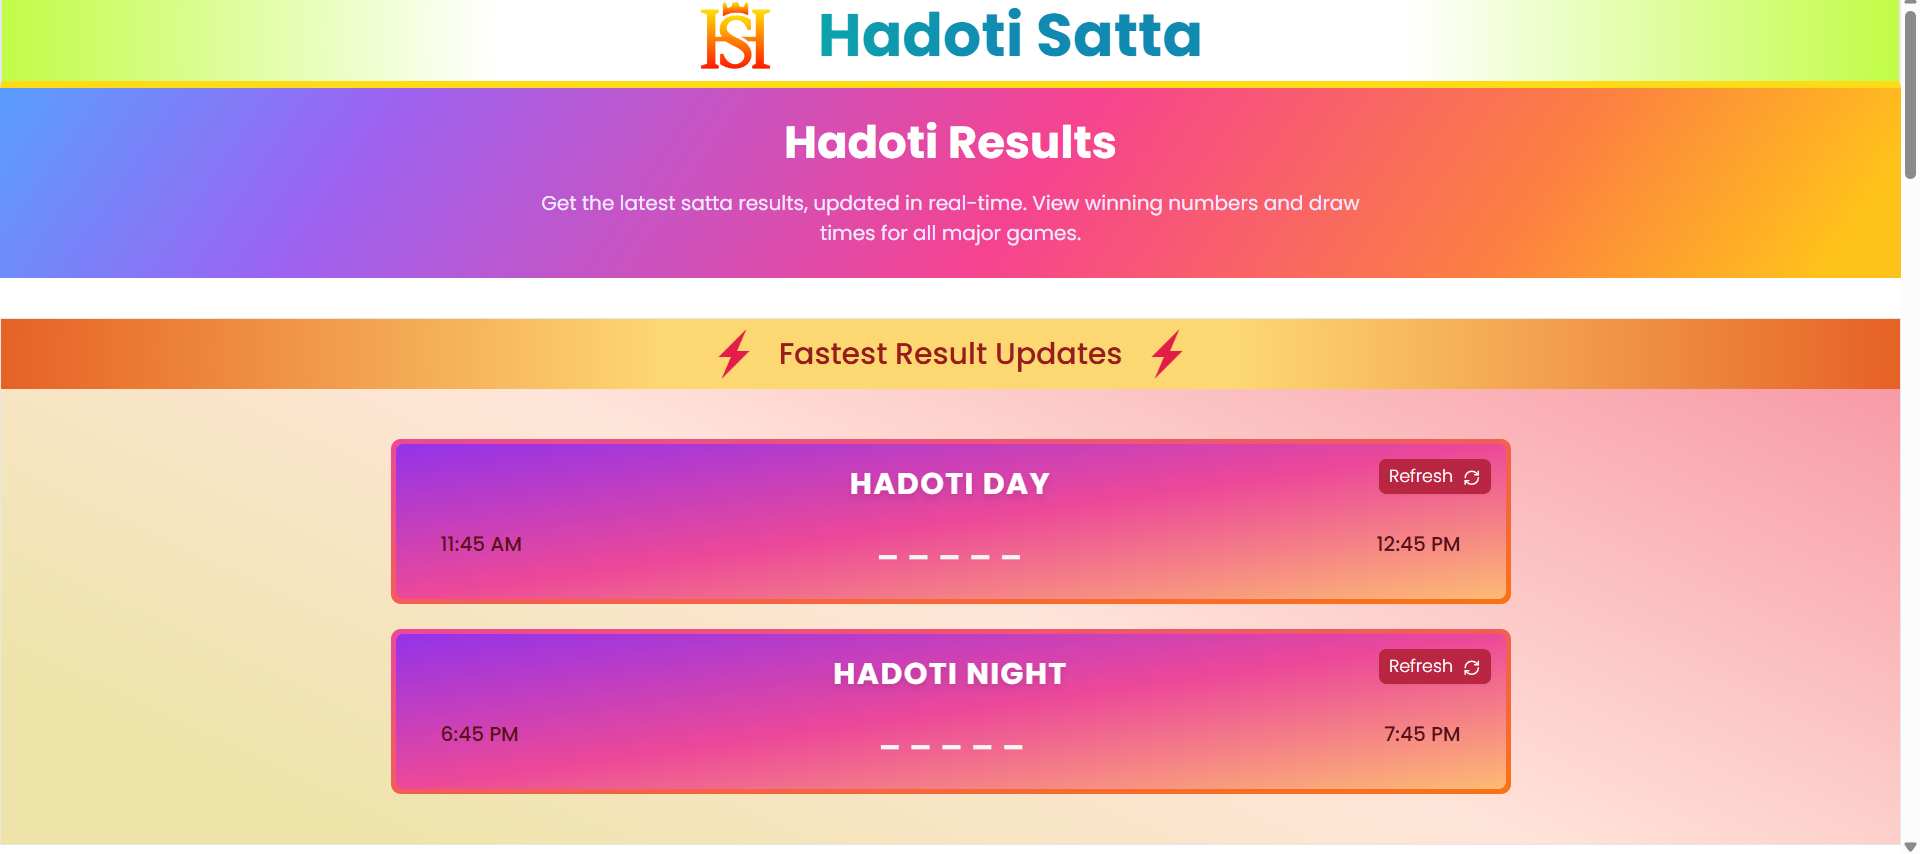 Hadoti Satta
Hadoti Results
Get the latest satta results, updated in real-time. View winning numbers and draw
times for all major games.
Fastest Result Updates
HADOTI DAY
Refresh
11:45 AM
_ _ _ _ _
12:45 PM
HADOTI NIGHT
Refresh
6:45 PM
_ _ _ _ _
7:45 PM